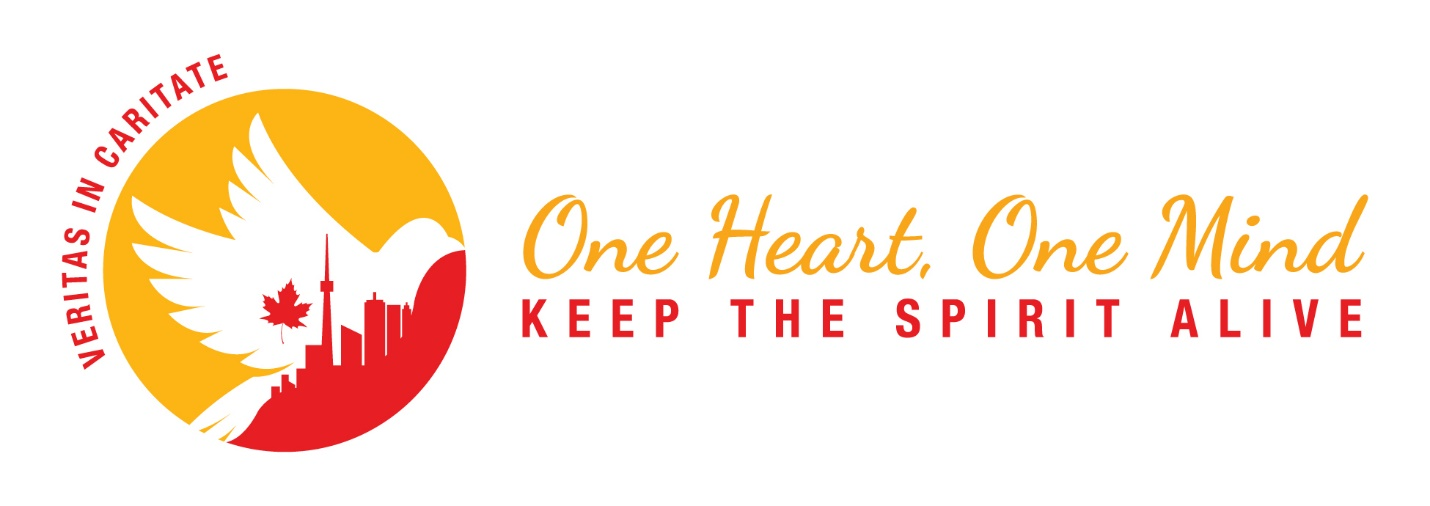 VERITAS IN CARITATE
One Heart, One Mind
KEEP THE SPIRIT ALIVE